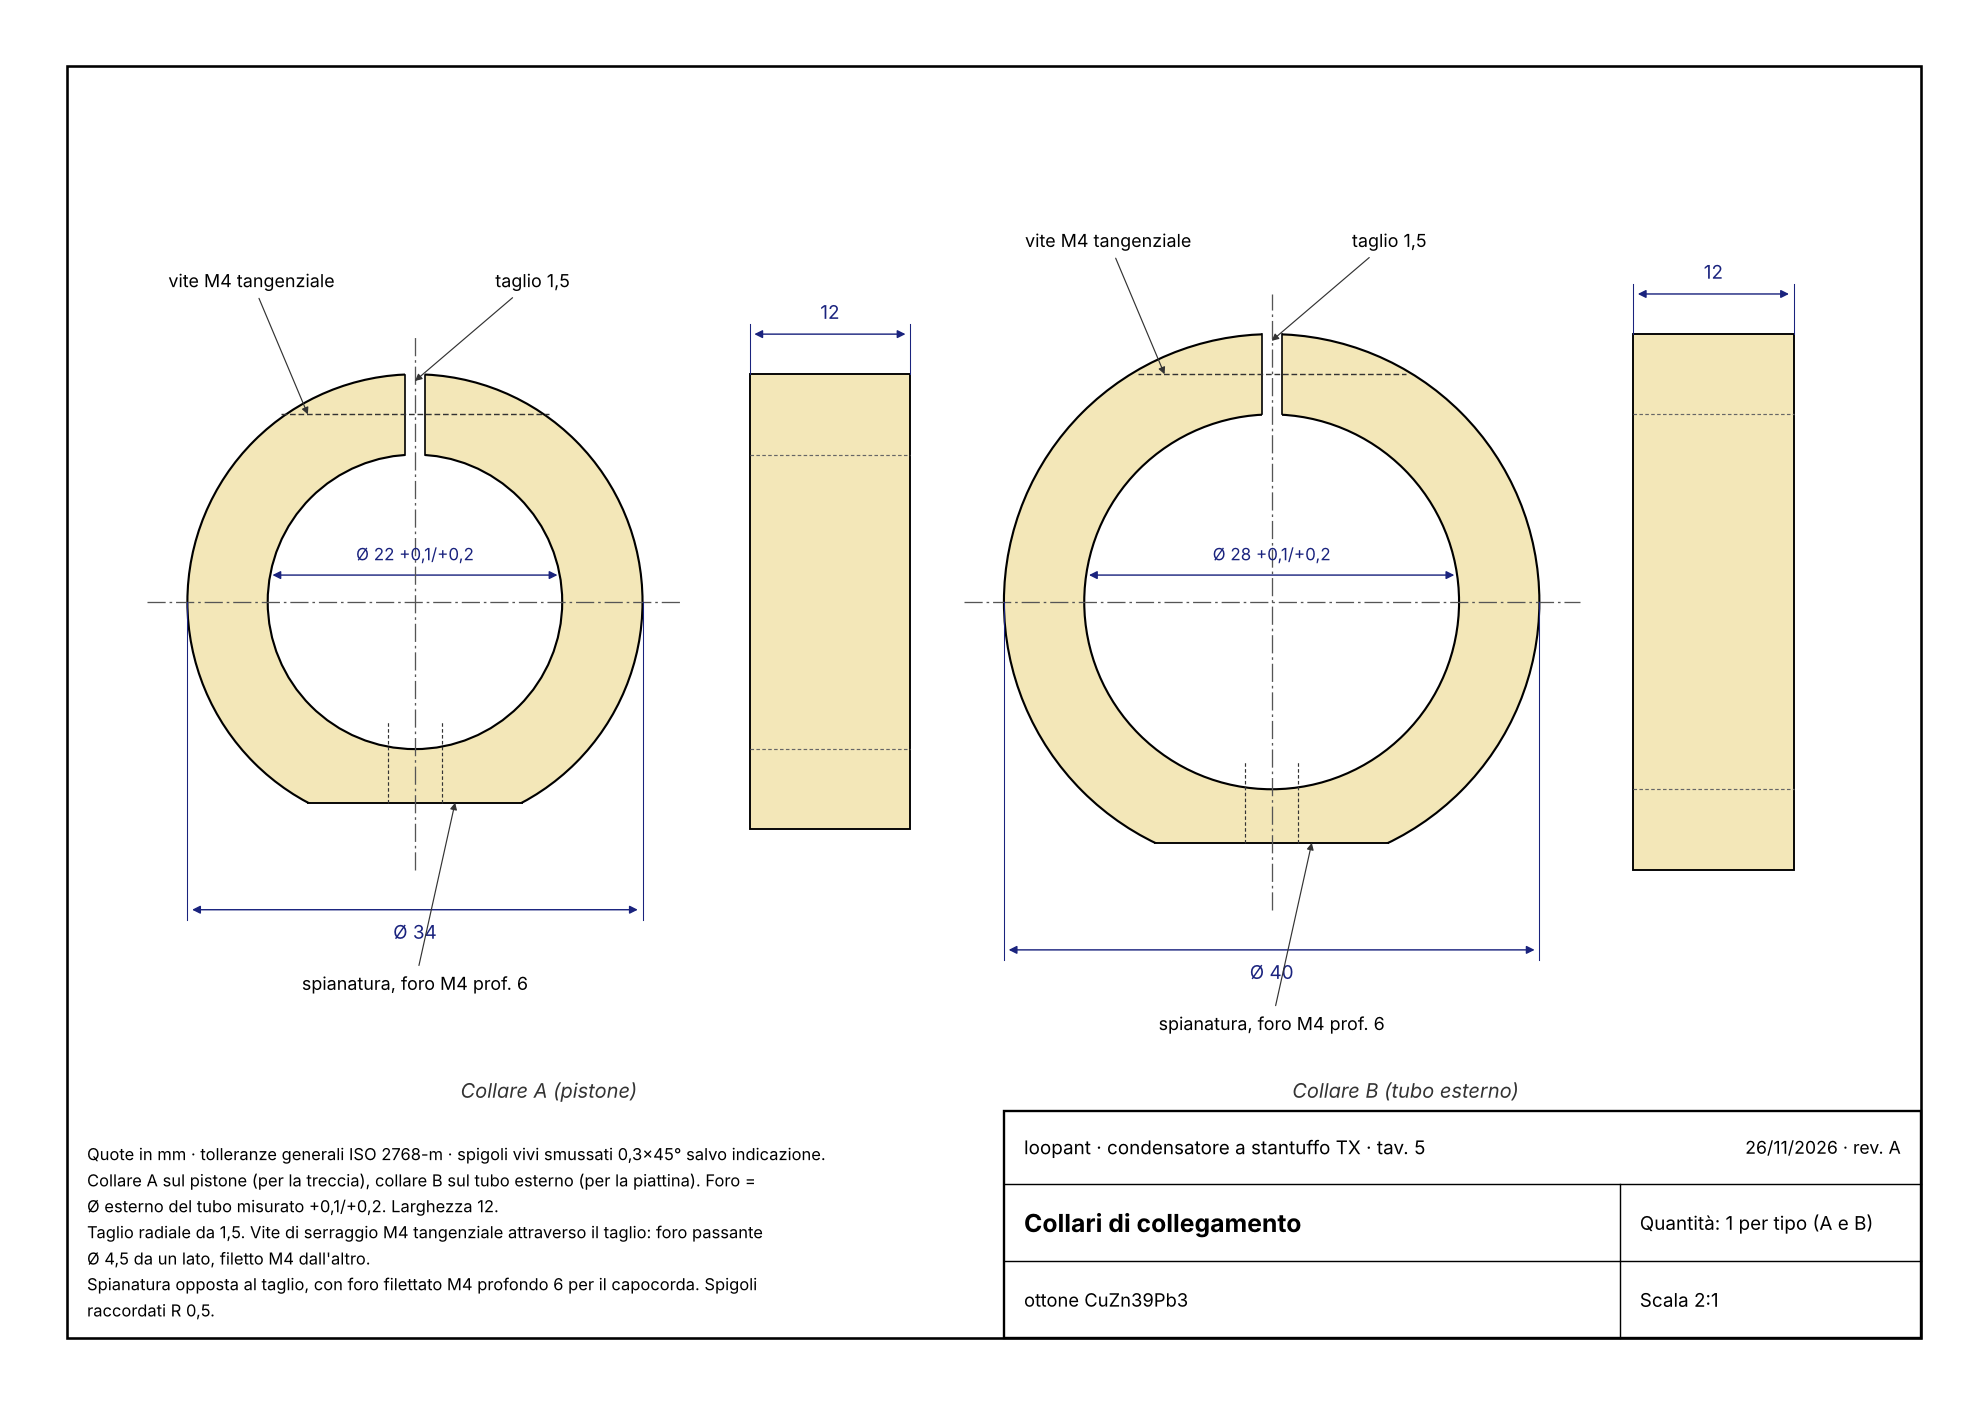 vite M4 tangenziale
taglio 1,5
12
Ø 22 +0,1/+0,2
Ø 34
spianatura, foro M4 prof. 6
Collare A (pistone)
vite M4 tangenziale
taglio 1,5
12
Ø 28 +0,1/+0,2
Ø 40
spianatura, foro M4 prof. 6
Collare B (tubo esterno)
Quote in mm · tolleranze generali ISO 2768-m · spigoli vivi smussati 0,3×45° salvo indicazione.
Collare A sul pistone (per la treccia), collare B sul tubo esterno (per la piattina). Foro =
Ø esterno del tubo misurato +0,1/+0,2. Larghezza 12.
Taglio radiale da 1,5. Vite di serraggio M4 tangenziale attraverso il taglio: foro passante
Ø 4,5 da un lato, filetto M4 dall'altro.
Spianatura opposta al taglio, con foro filettato M4 profondo 6 per il capocorda. Spigoli
raccordati R 0,5.
loopant · condensatore a stantuffo TX · tav. 5
26/11/2026 · rev. A
Collari di collegamento
Quantità: 1 per tipo (A e B)
ottone CuZn39Pb3
Scala 2:1